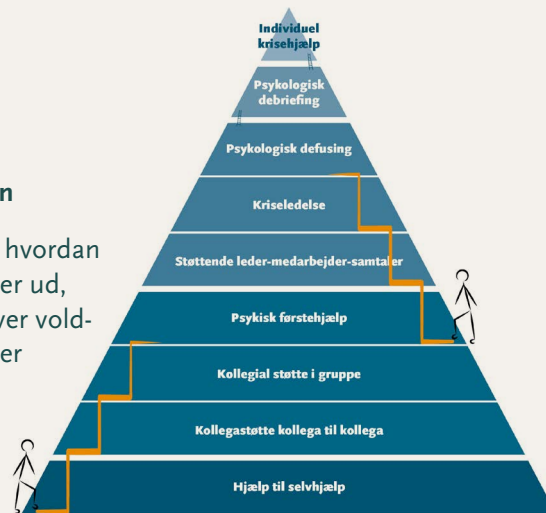 Individuel
krisehjælp
Psykologisk
debriefing
Psykologisk defusing
n
Kriseledelse
hvordan
er ud,
Støttende leder-medarbejder-samtaler
ver vold-
er
Psykisk førstehjælp
Kollegial støtte i gruppe
Kollegastøtte kollega til kollega
Hjælp til selvhjælp